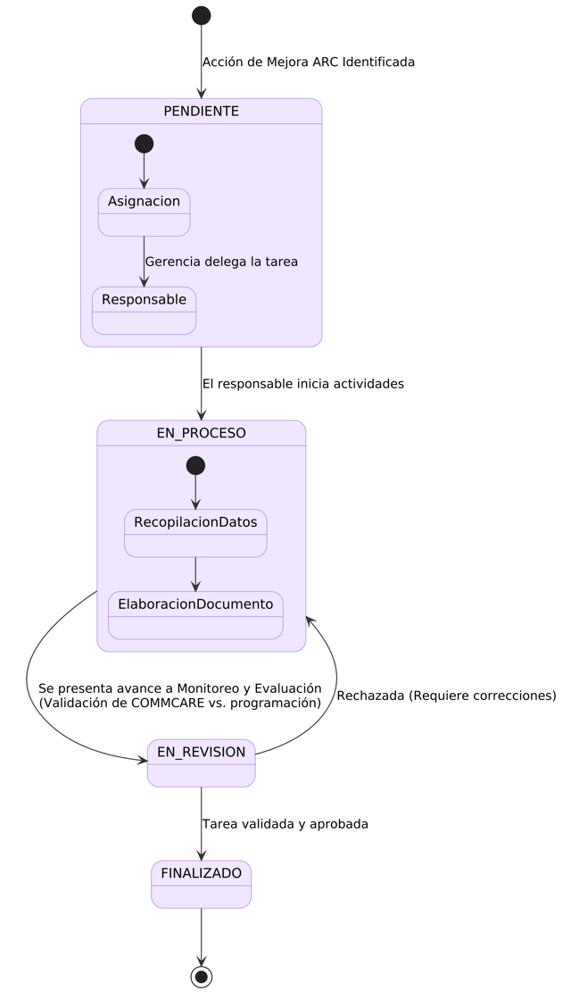 Acción de Mejora ARC Identificada
PENDIENTE
Asignacion
Gerencia delega la tarea
Responsable
El responsable inicia actividades
EN_PROCESO
RecopilacionDatos
ElaboracionDocumento
Se presenta avance a Monitoreo y Evaluación
(Validación de COMMCARE vs. programación)
Rechazada (Requiere correcciones)
EN_REVISION
Tarea validada y aprobada
FINALIZADO